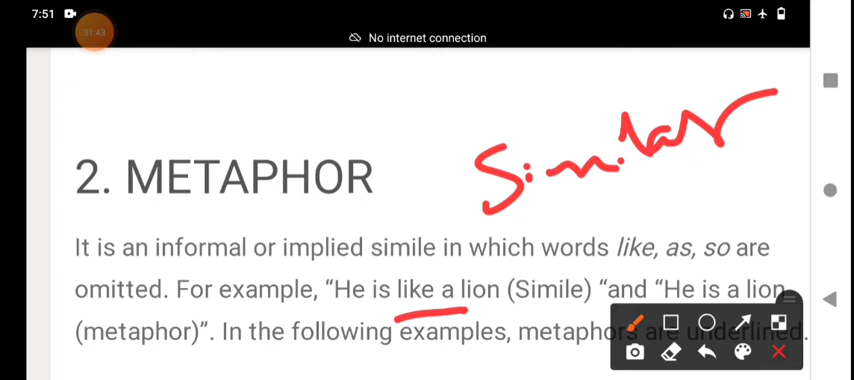 7:51
31:43
No internet connection
Similar
2. METAPHOR
It is an informal or implied simile in which words like, as, so are
omitted. For example, “He is like a lion (Simile) “and “He is a lion
(metaphor)”. In the following examples, metaphors are underlined.